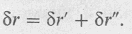 δr = δr′ + δr″.